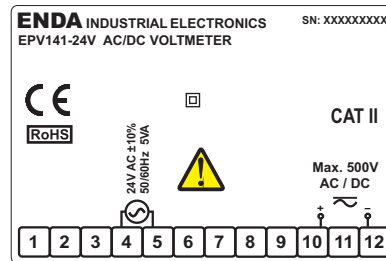 ENDA INDUSTRIAL ELECTRONICS
SN: XXXXXXXXX
EPV141-24V AC/DC VOLTMETER
CE
RoHS
24V AC ±10%
50/60Hz 5VA
CAT II
Max. 500V
AC / DC
+ −
1 2 3 4 5 6 7 8 9 10 11 12